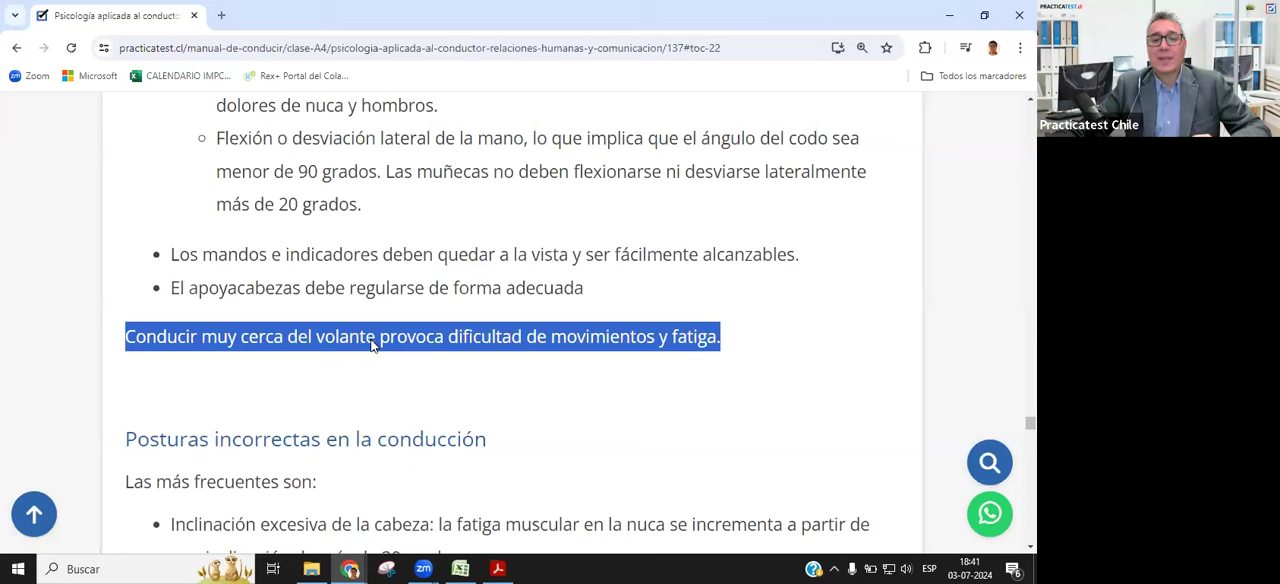 Psicología aplicada al conducto
practicatest.cl/manual-de-conducir/clase-A4/psicologia-aplicada-al-conductor-relaciones-humanas-y-comunicacion/137#toc-22
Zoom
Microsoft
CALENDARIO IMPC...
Rex+ Portal del Cola...
Todos los marcadores
dolores de nuca y hombros.
Flexión o desviación lateral de la mano, lo que implica que el ángulo del codo sea
menor de 90 grados. Las muñecas no deben flexionarse ni desviarse lateralmente
más de 20 grados.
Los mandos e indicadores deben quedar a la vista y ser fácilmente alcanzables.
El apoyacabezas debe regularse de forma adecuada
Conducir muy cerca del volante provoca dificultad de movimientos y fatiga.
Posturas incorrectas en la conducción
Las más frecuentes son:
Inclinación excesiva de la cabeza: la fatiga muscular en la nuca se incrementa a partir de
PRACTICATEST.cl
Practicatest Chile
Buscar
zm
ESP
18:41
03-07-2024
6